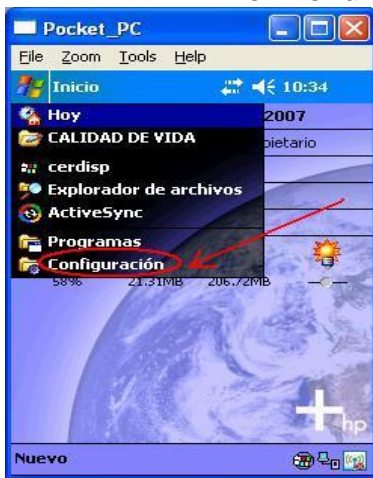 Pocket_PC
File Zoom Tools Help
Inicio 10:34
Hoy 2007
CALIDAD DE VIDA pietario
cerdisp
Explorador de archivos
ActiveSync
Programas
Configuración
58% 21.31MB 206.72MB
hp
Nuevo